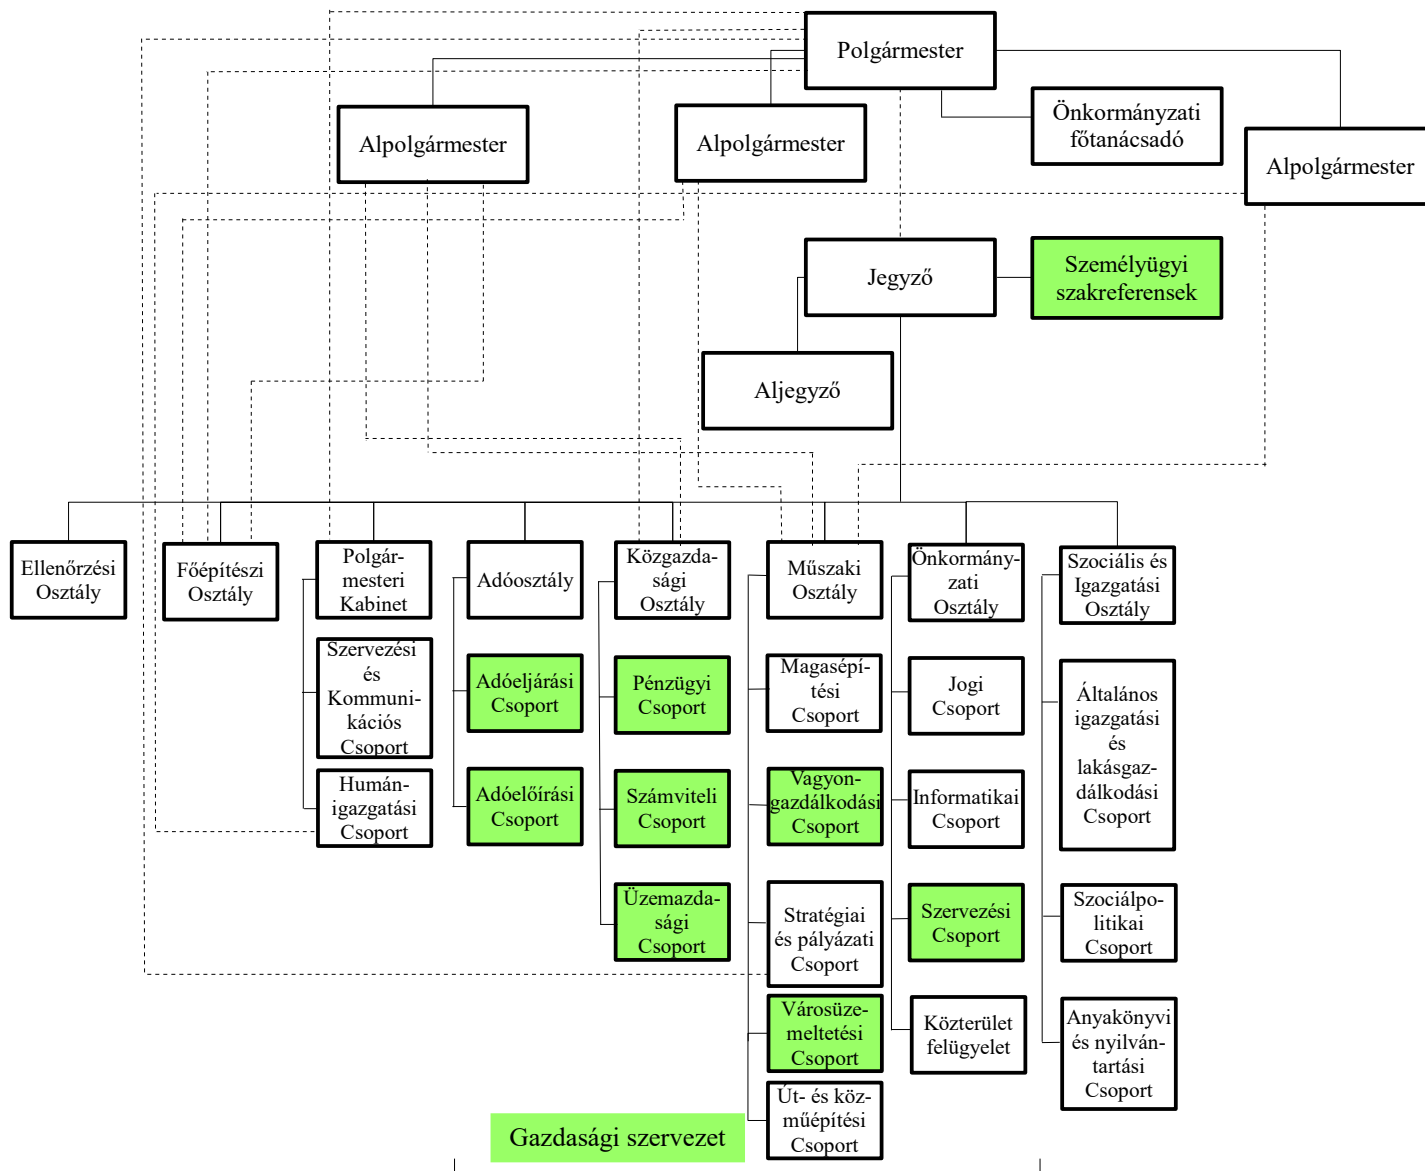 Polgármester
Alpolgármester
Alpolgármester
Önkormányzati
főtanácsadó
Alpolgármester
Jegyző
Személyügyi
szakreferensek
Aljegyző
Ellenőrzési
Osztály
Főépítészi
Osztály
Polgár-
mesteri
Kabinet
Adóosztály
Közgazda-
sági
Osztály
Műszaki
Osztály
Önkormány-
zati
Osztály
Szociális és
Igazgatási
Osztály
Szervezési
és
Kommuni-
kációs
Csoport
Adóeljárási
Csoport
Pénzügyi
Csoport
Magasépí-
tési
Csoport
Jogi
Csoport
Általános
igazgatási
és
lakásgaz-
dálkodási
Csoport
Humán-
igazgatási
Csoport
Adóelőírási
Csoport
Számviteli
Csoport
Vagyon-
gazdálkodási
Csoport
Informatikai
Csoport
Üzemazda-
sági
Csoport
Stratégiai
és pályázati
Csoport
Szervezési
Csoport
Szociálpo-
litikai
Csoport
Városüze-
meltetési
Csoport
Közterület
felügyelet
Anyakönyvi
és nyilván-
tartási
Csoport
Út- és köz-
műépítési
Csoport
Gazdasági szervezet